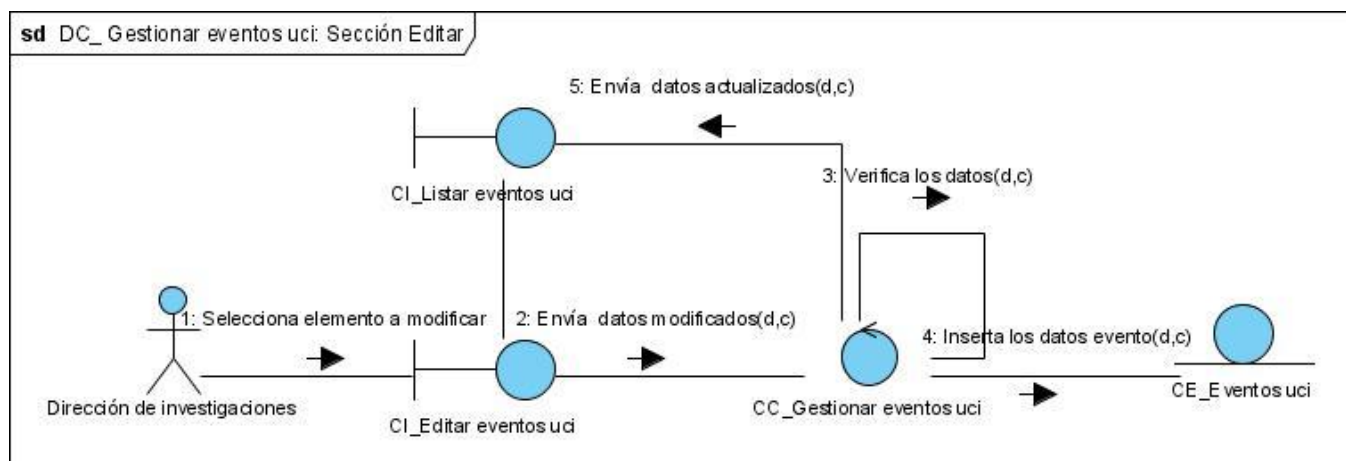 sd DC_ Gestionar eventos uci: Sección Editar
5: Envía datos actualizados(d,c)
3: Verifica los datos(d,c)
CI_Listar eventos uci
1: Selecciona elemento a modificar
2: Envía datos modificados(d,c)
4: Inserta los datos evento(d,c)
Dirección de investigaciones
CI_Editar eventos uci
CC_Gestionar eventos uci
CE_Eventos uci